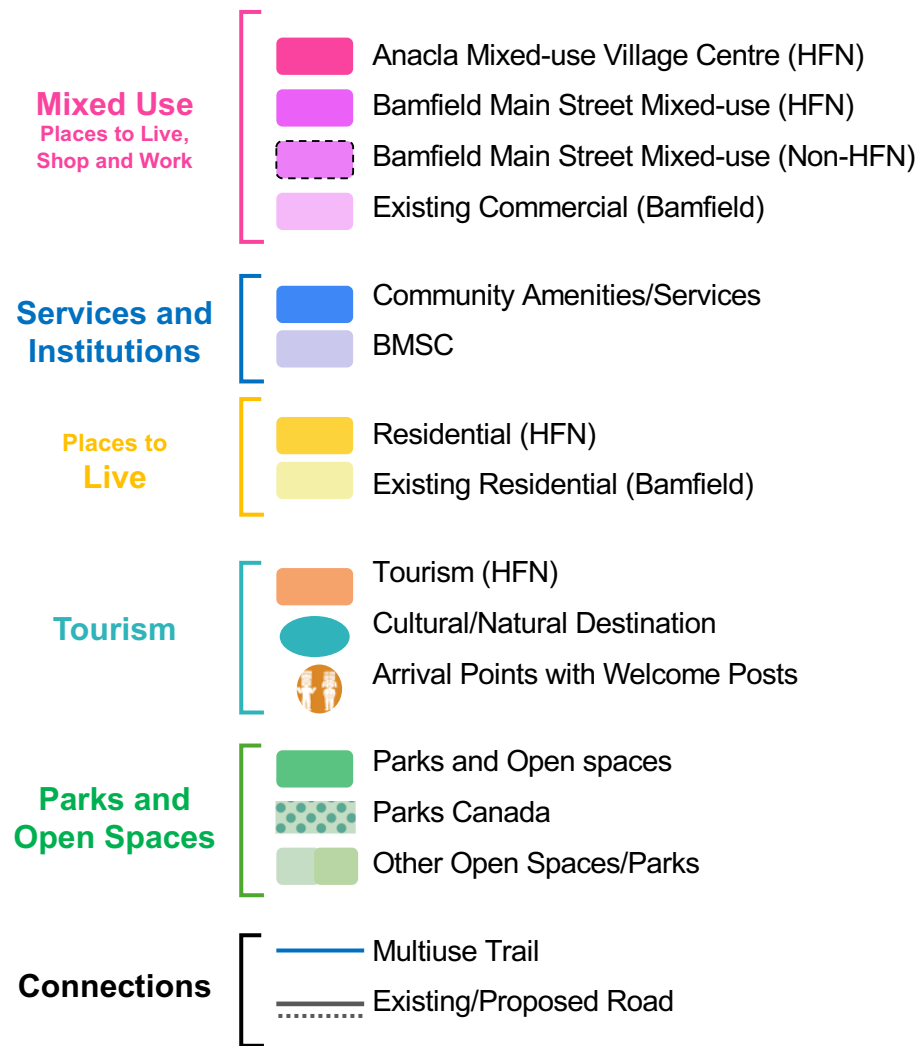 Mixed Use
Places to Live,
Shop and Work
Anacla Mixed-use Village Centre (HFN)
Bamfield Main Street Mixed-use (HFN)
Bamfield Main Street Mixed-use (Non-HFN)
Existing Commercial (Bamfield)
Services and
Institutions
Community Amenities/Services
BMSC
Places to
Live
Residential (HFN)
Existing Residential (Bamfield)
Tourism
Tourism (HFN)
Cultural/Natural Destination
Arrival Points with Welcome Posts
Parks and
Open Spaces
Parks and Open spaces
Parks Canada
Other Open Spaces/Parks
Connections
Multiuse Trail
Existing/Proposed Road